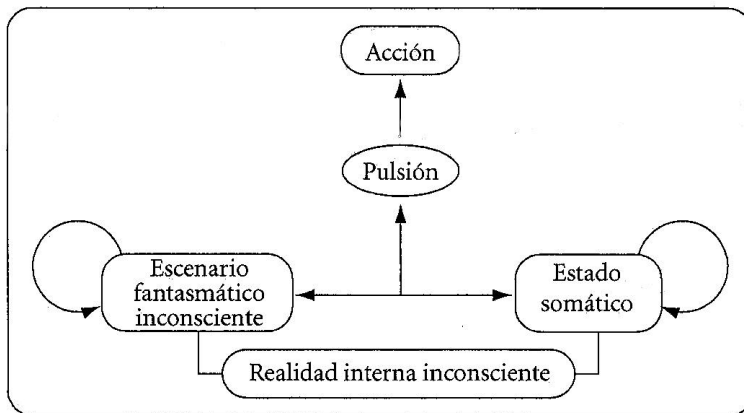 Acción
Pulsión
Escenario
fantasmático
inconsciente
Estado
somático
Realidad interna inconsciente